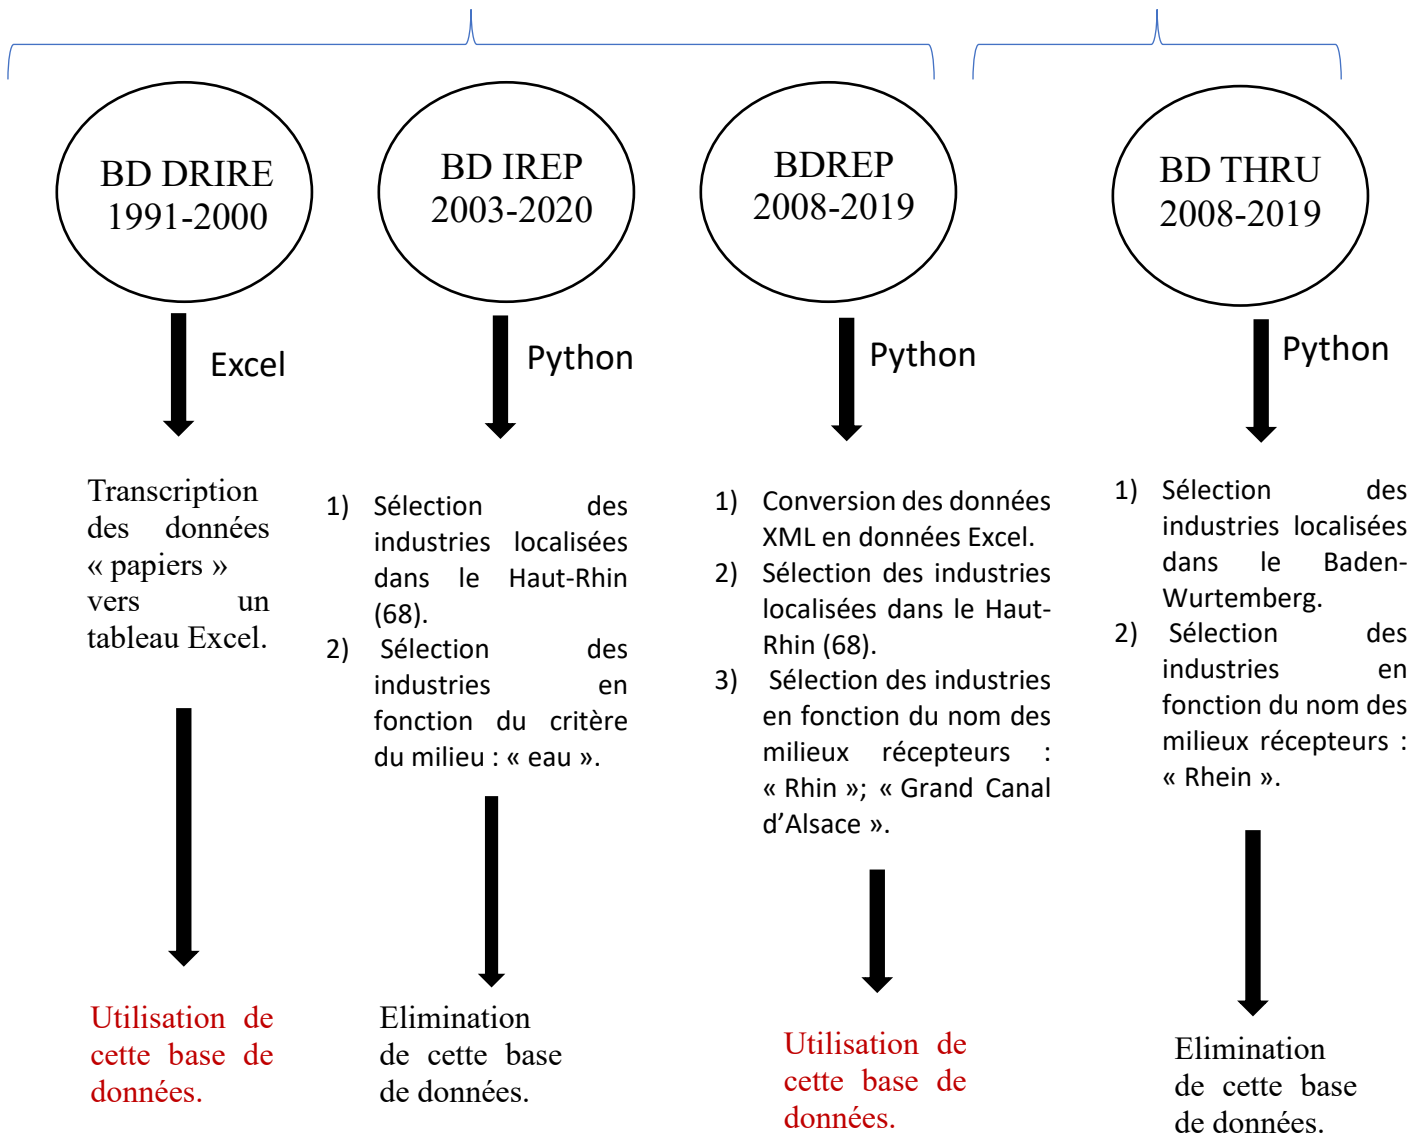 BD DRIRE
1991-2000
Excel
Transcription
des données
« papiers »
vers un
tableau Excel.
Utilisation de
cette base de
données.
BD IREP
2003-2020
Python
1) Sélection des
industries localisées
dans le Haut-Rhin
(68).
2) Sélection des
industries en
fonction du critère
du milieu : « eau ».
Elimination
de cette base
de données.
BDREP
2008-2019
Python
1) Conversion des données
XML en données Excel.
2) Sélection des industries
localisées dans le Haut-
Rhin (68).
3) Sélection des industries
en fonction du nom des
milieux récepteurs :
« Rhin »; « Grand Canal
d’Alsace ».
Utilisation de
cette base de
données.
BD THRU
2008-2019
Python
1) Sélection des
industries localisées
dans le Baden-
Wurtemberg.
2) Sélection des
industries en
fonction du nom des
milieux récepteurs :
« Rhein ».
Elimination
de cette base
de données.